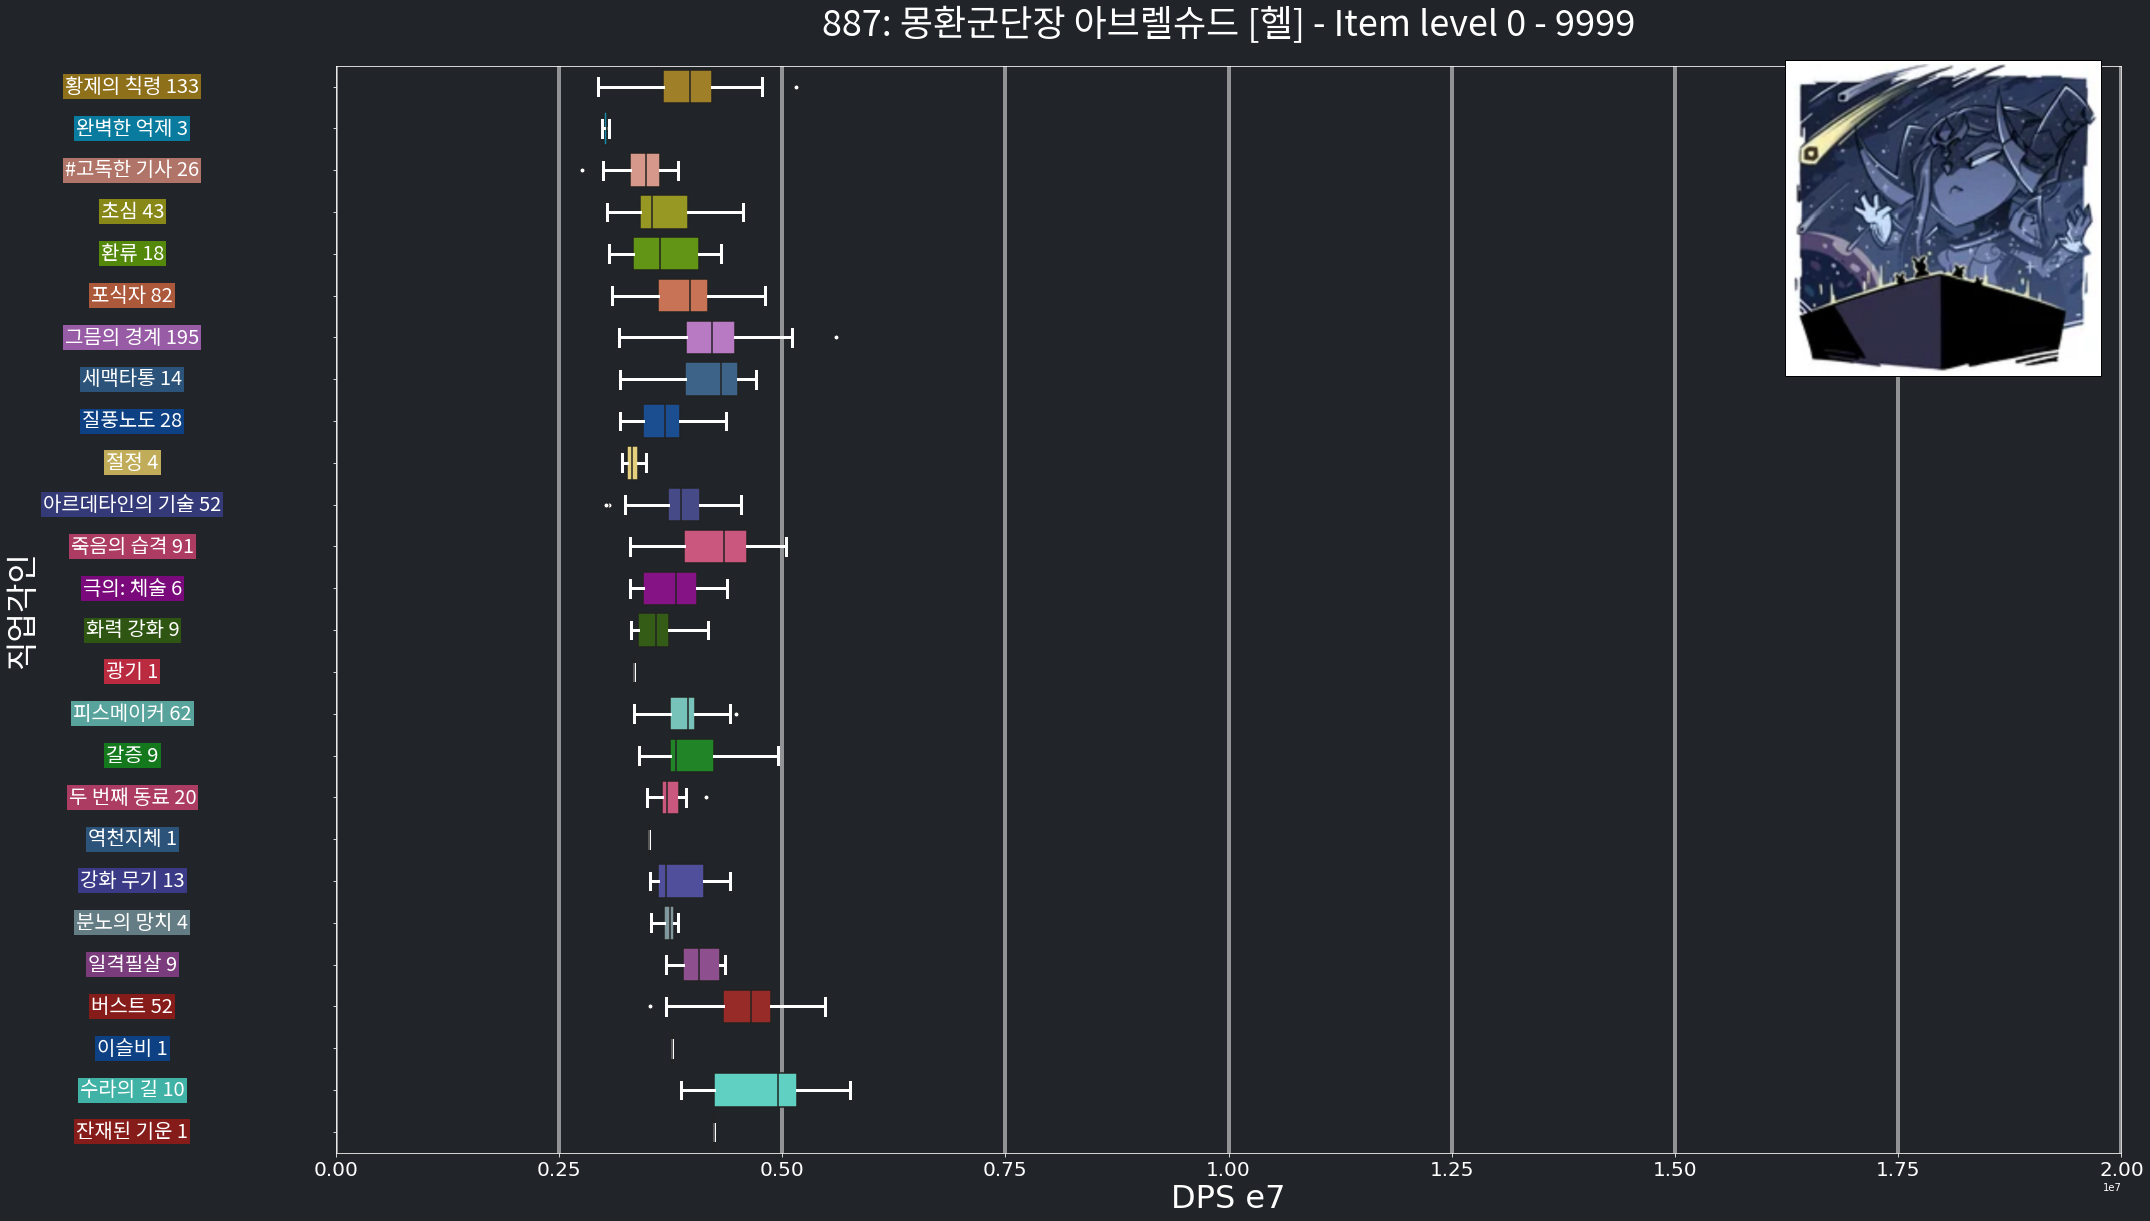 887: 몽환군단장 아브렐슈드 [헬] - Item level 0 - 9999
직업각인
황제의 칙령 133
완벽한 억제 3
#고독한 기사 26
초심 43
환류 18
포식자 82
그믐의 경계 195
세맥타통 14
질풍노도 28
절정 4
아르데타인의 기술 52
죽음의 습격 91
극의: 체술 6
화력 강화 9
광기 1
피스메이커 62
갈증 9
두 번째 동료 20
역천지체 1
강화 무기 13
분노의 망치 4
일격필살 9
버스트 52
이슬비 1
수라의 길 10
잔재된 기운 1
0.00 0.25 0.50 0.75 1.00 1.25 1.50 1.75 2.00
1e7
DPS e7